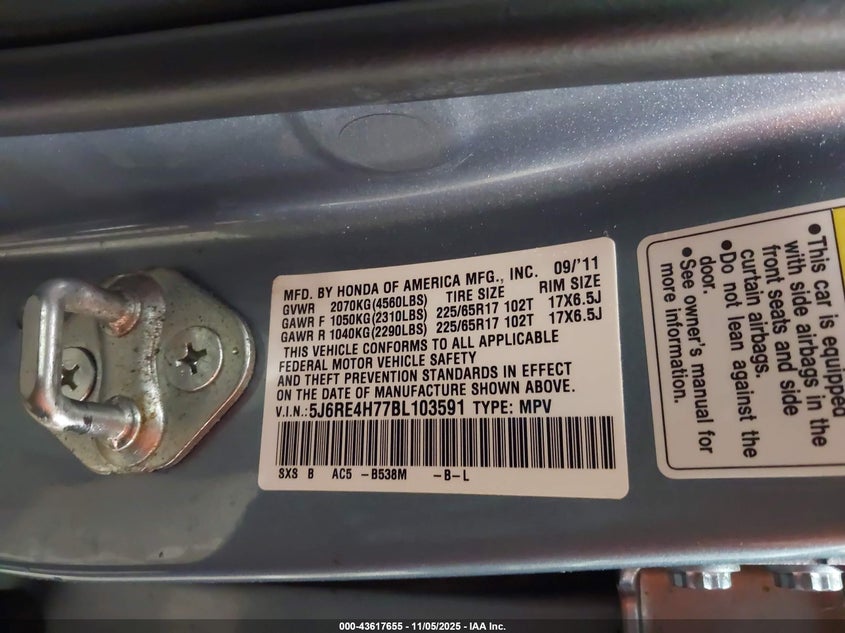 MFD. BY HONDA OF AMERICA MFG., INC. 09/'11
GVWR 2070KG(4560LBS) TIRE SIZE RIM SIZE
GAWR F 1050KG(2310LBS) 225/65R17 102T 17X6.5J
GAWR R 1040KG(2290LBS) 225/65R17 102T 17X6.5J
THIS VEHICLE CONFORMS TO ALL APPLICABLE
FEDERAL MOTOR VEHICLE SAFETY
AND THEFT PREVENTION STANDARDS IN EFFECT
ON THE DATE OF MANUFACTURE SHOWN ABOVE.
V.I.N.:5J6RE4H77BL103591 TYPE: MPV
SXS B AC5 -B538M -B-L
•This car is equipped
with side airbags in the
front seats and side
curtain airbags.
•Do not lean against the
door.
•See owner's manual for
more information.
000-43617655 - 11/05/2025 - IAA Inc.